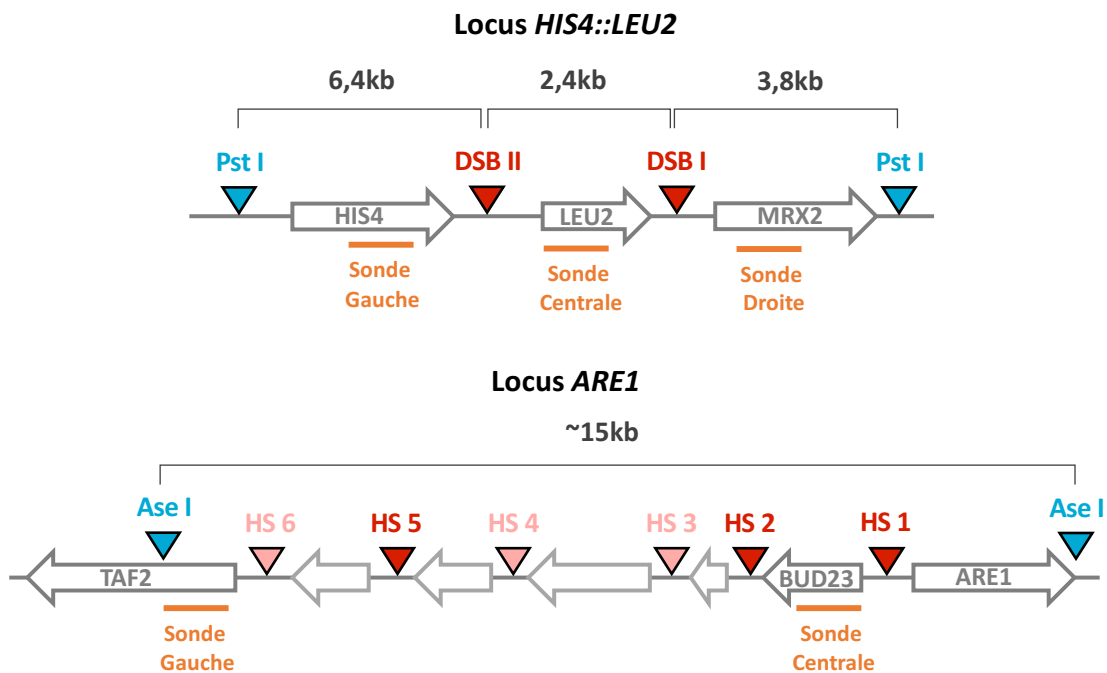 Locus HIS4::LEU2
6,4kb 2,4kb 3,8kb
Pst I DSB II DSB I Pst I
HIS4 LEU2 MRX2
Sonde Sonde Sonde
Gauche Centrale Droite
Locus ARE1
~15kb
Ase I HS 6 HS 5 HS 4 HS 3 HS 2 HS 1 Ase I
TAF2 BUD23 ARE1
Sonde Sonde
Gauche Centrale